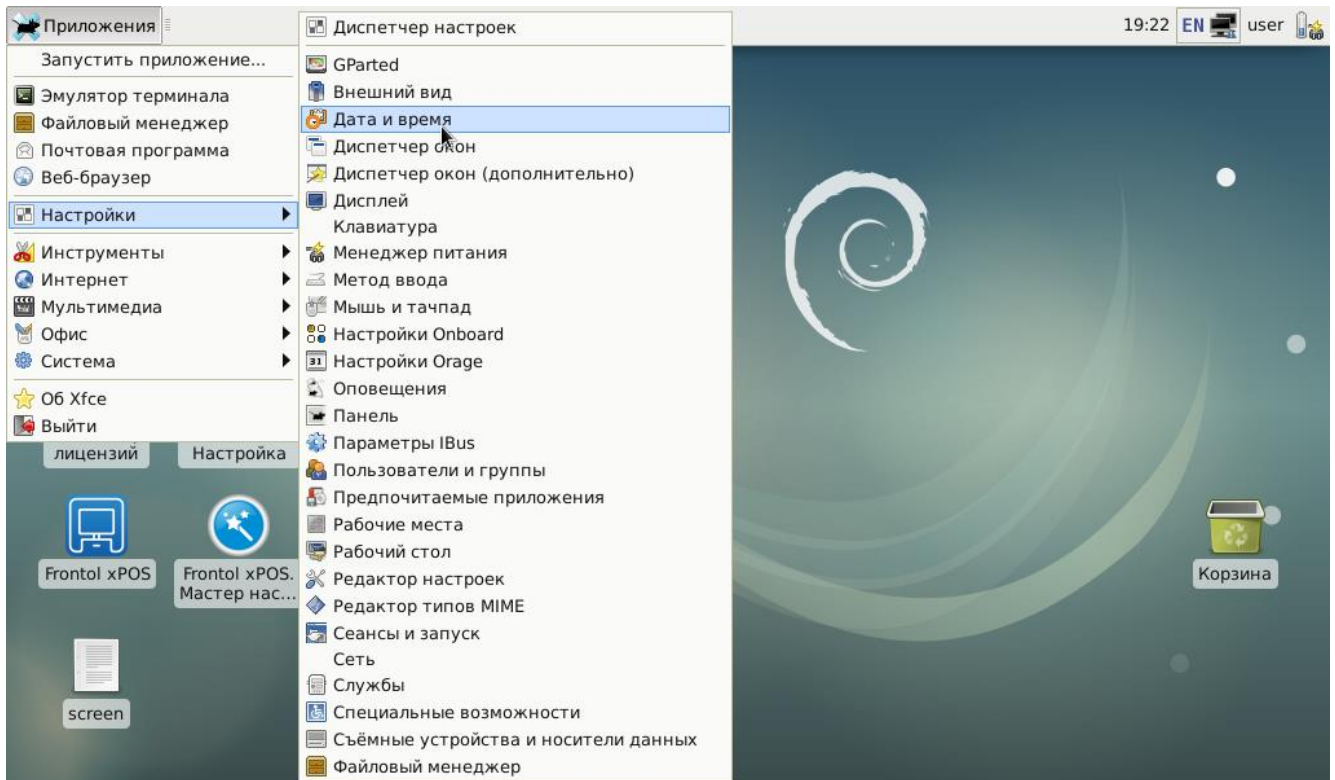 Приложения
19:22 EN user
Запустить приложение...
Эмулятор терминала
Файловый менеджер
Почтовая программа
Веб-браузер
Настройки
Инструменты
Интернет
Мультимедиа
Офис
Система
Об Xfce
Выйти
Диспетчер настроек
GParted
Внешний вид
Дата и время
Диспетчер окон
Диспетчер окон (дополнительно)
Дисплей
Клавиатура
Менеджер питания
Метод ввода
Мышь и тачпад
Настройки Onboard
31 Настройки Orage
Оповещения
Панель
Параметры IBus
Пользователи и группы
Предпочитаемые приложения
Рабочие места
Рабочий стол
Редактор настроек
Редактор типов MIME
Сеансы и запуск
Сеть
Службы
Специальные возможности
Съёмные устройства и носители данных
Файловый менеджер
лицензий
Настройка
Frontol xPOS
Frontol xPOS.
Мастер нас...
screen
Корзина